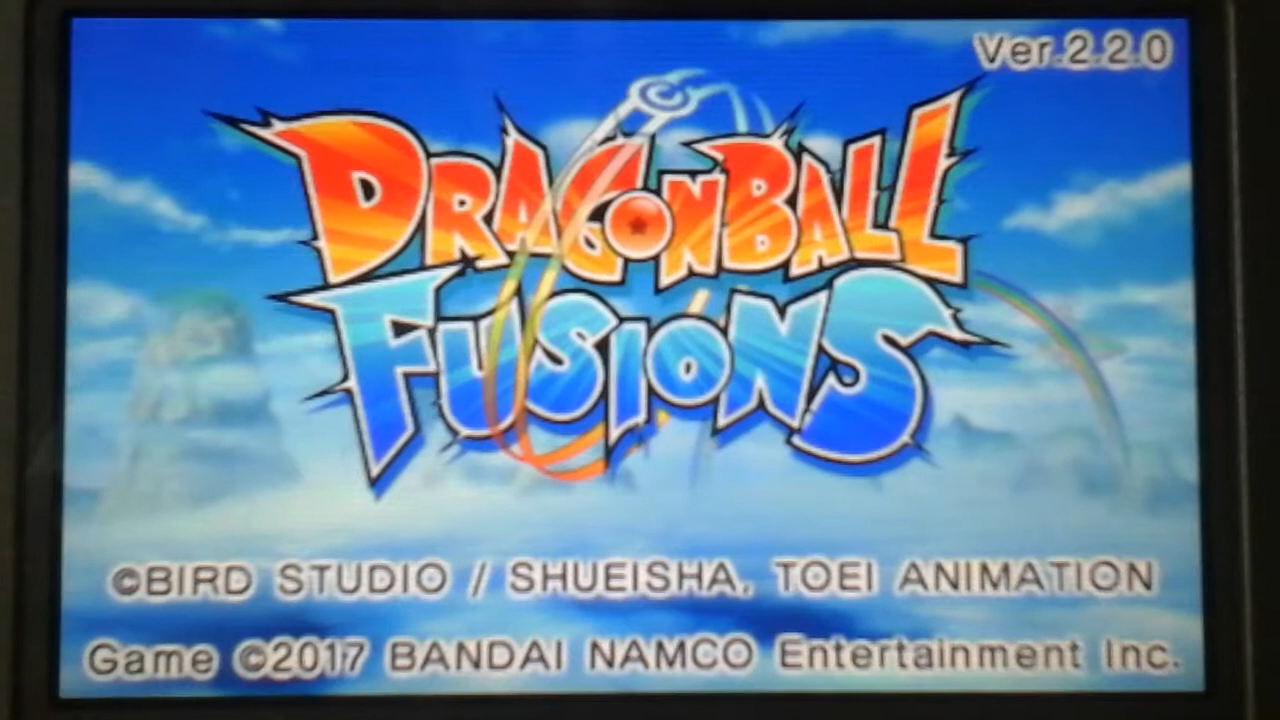 Ver.2.2.0
DRAGONBALL
FUSIONS
©BIRD STUDIO / SHUEISHA, TOEI ANIMATION
Game ©2017 BANDAI NAMCO Entertainment Inc.